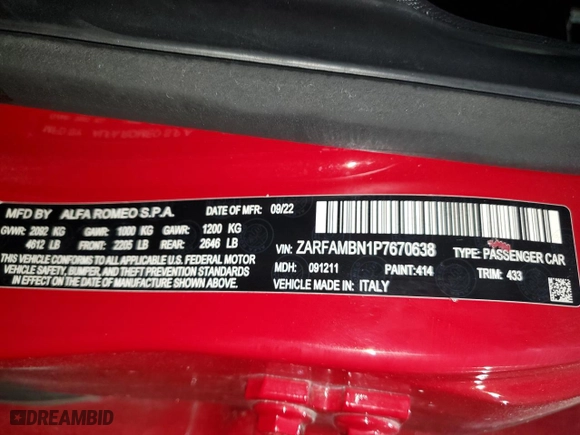 MFD BY ALFA ROMEO S.P.A. DATE OF MFR: 09/22
GVWR: 2092 KG GAWR: 1000 KG GAWR: 1200 KG
4612 LB FRONT: 2205 LB REAR: 2646 LB
THIS VEHICLE CONFORMS TO ALL APPLICABLE U.S. FEDERAL MOTOR
VEHICLE SAFETY, BUMPER, AND THEFT PREVENTION STANDARDS
IN EFFECT ON THE DATE OF MANUFACTURE SHOWN ABOVE.
VIN: ZARFAMBN1P7670638 TYPE: PASSENGER CAR
MDH: 091211 PAINT: 414 TRIM: 433
VEHICLE MADE IN: ITALY
DREAMBID